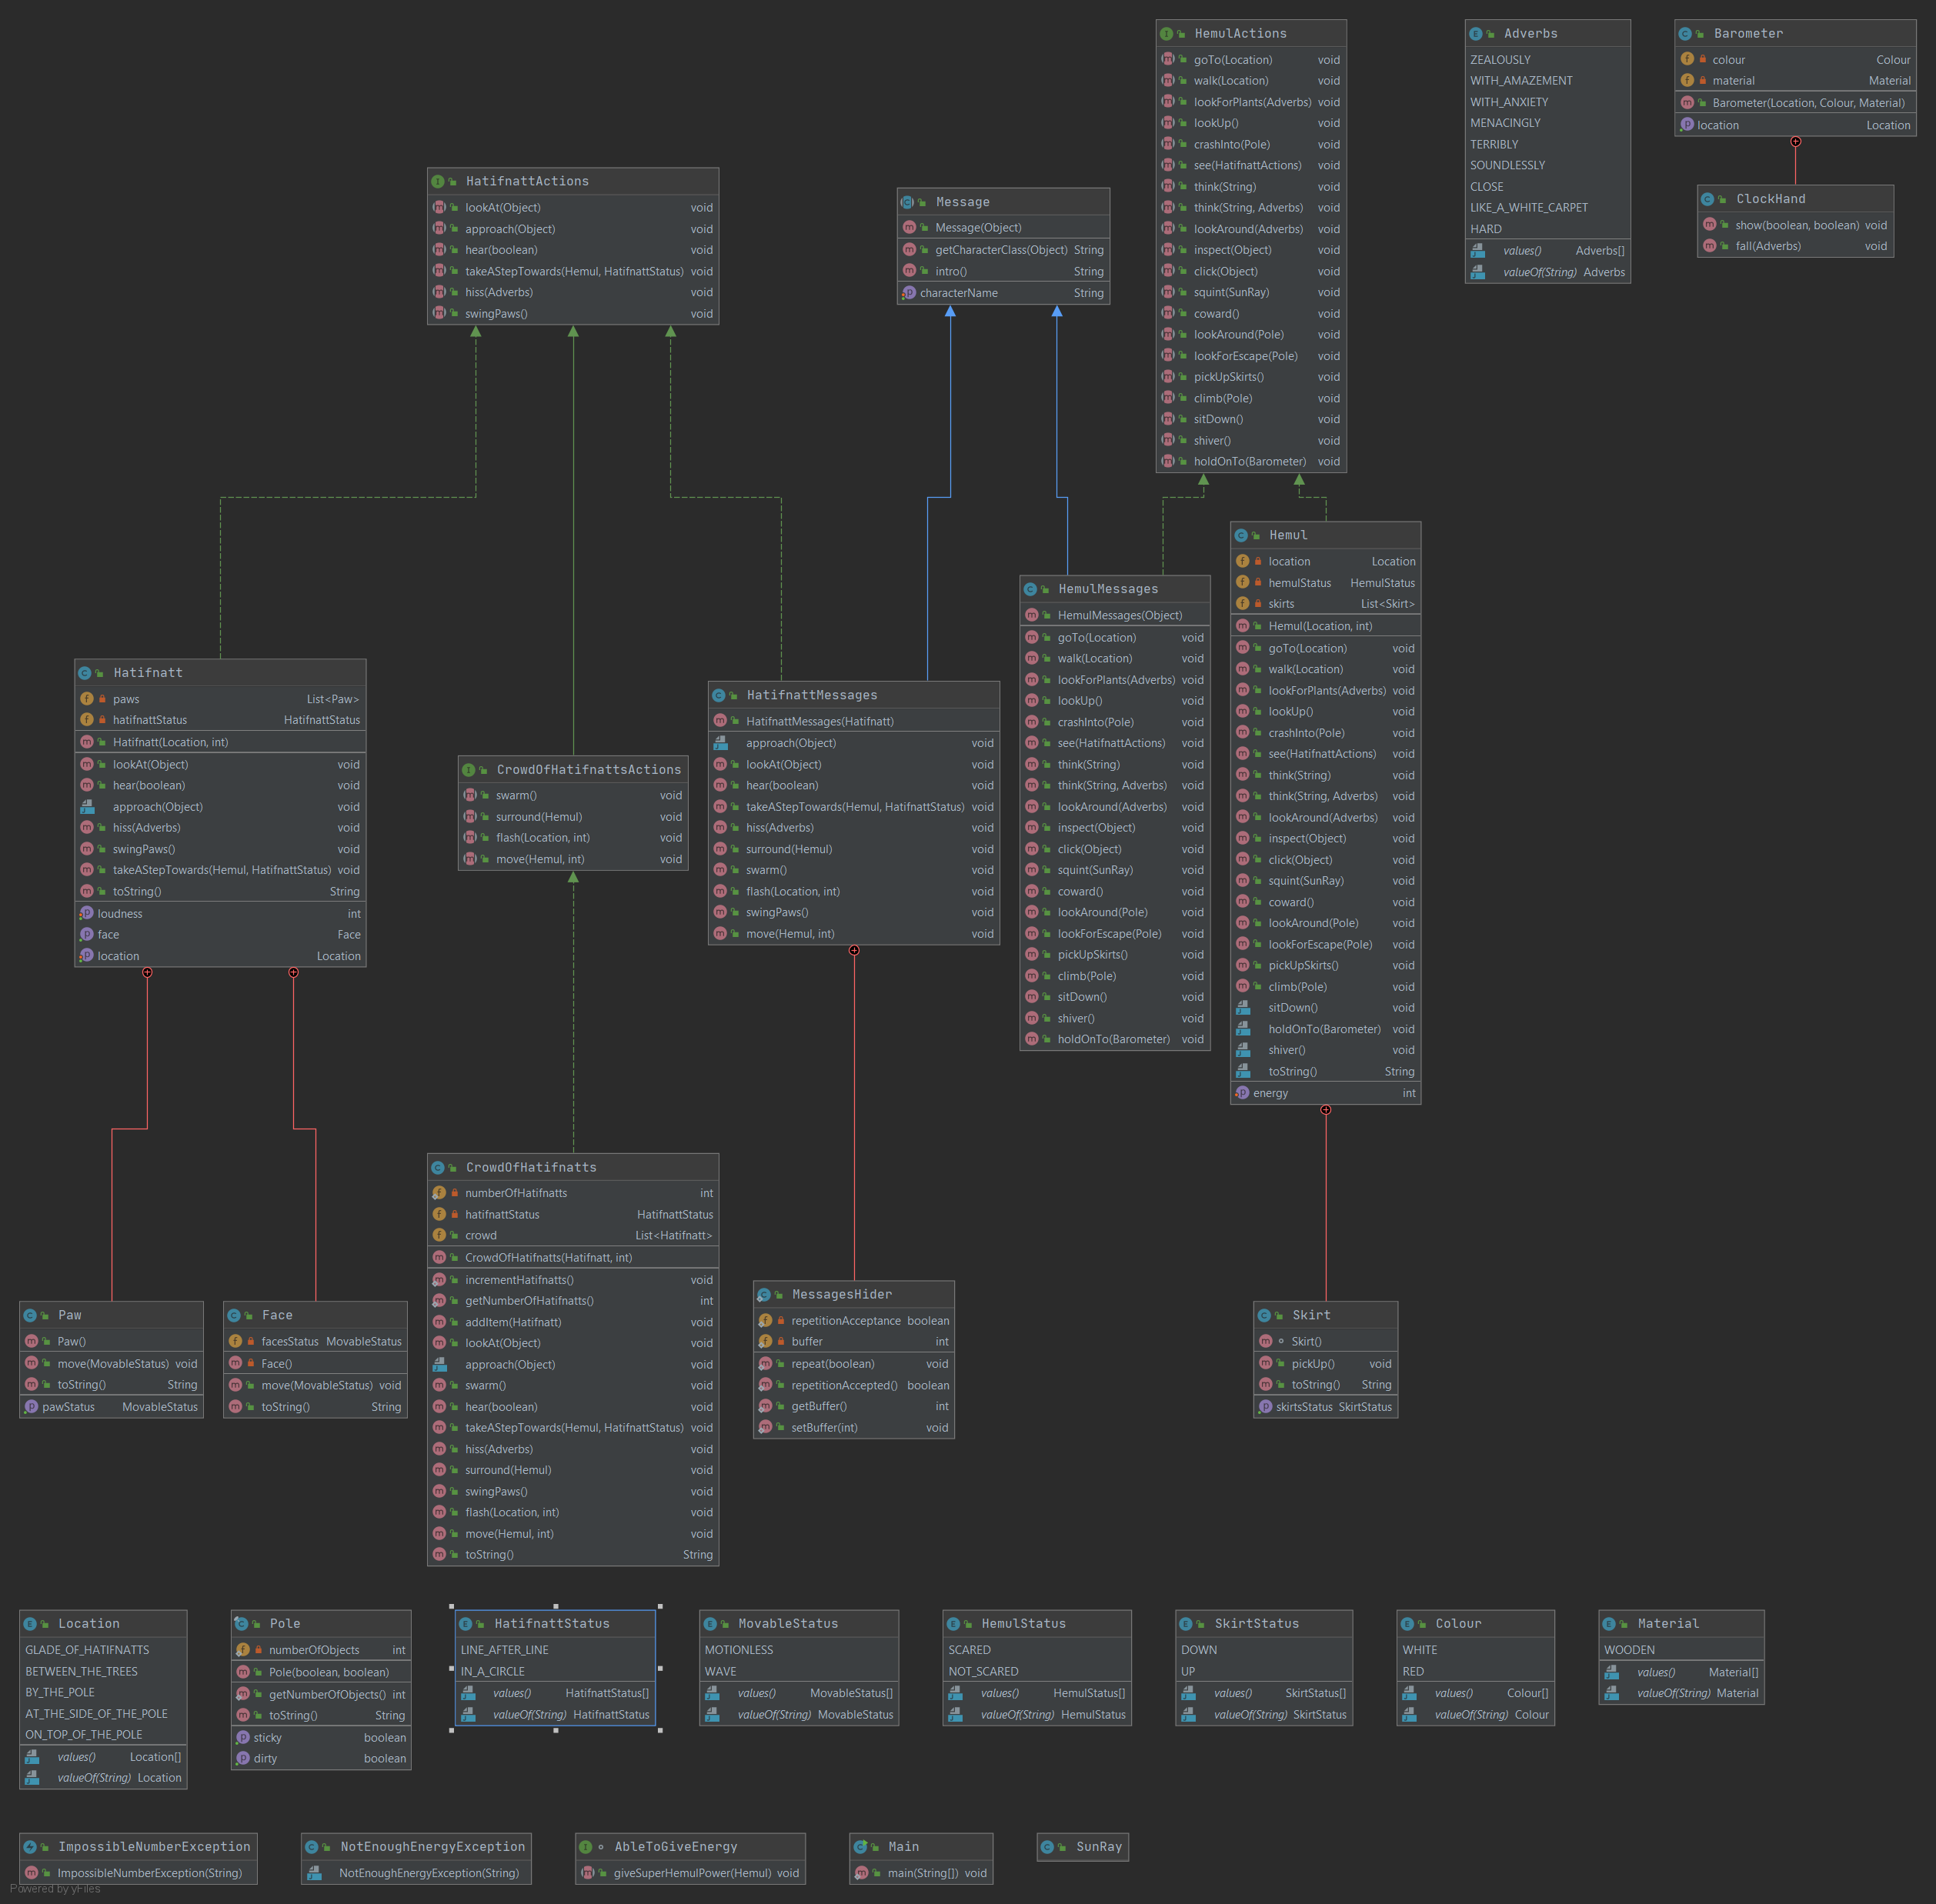 HemulActions
goTo(Location) void
walk(Location) void
lookForPlants(Adverbs) void
lookUp() void
crashInto(Pole) void
see(HatifnattActions) void
think(String) void
think(String, Adverbs) void
lookAround(Adverbs) void
inspect(Object) void
click(Object) void
squint(SunRay) void
coward() void
lookAround(Pole) void
lookForEscape(Pole) void
pickUpSkirts() void
climb(Pole) void
sitDown() void
shiver() void
holdOnTo(Barometer) void
Adverbs
ZEALOUSLY
WITH_AMAZEMENT
WITH_ANXIETY
MENACINGLY
TERRIBLY
SOUNDLESSLY
CLOSE
LIKE_A_WHITE_CARPET
HARD
values() Adverbs[]
valueOf(String) Adverbs
Barometer
colour Colour
material Material
Barometer(Location, Colour, Material)
location Location
ClockHand
show(boolean, boolean) void
fall(Adverbs) void
HatifnattActions
lookAt(Object) void
approach(Object) void
hear(boolean) void
takeAStepTowards(Hemul, HatifnattStatus) void
hiss(Adverbs) void
swingPaws() void
Message
Message(Object)
getCharacterClass(Object) String
intro() String
characterName String
Hemul
location Location
hemulStatus HemulStatus
skirts List<Skirt>
Hemul(Location, int)
goTo(Location) void
walk(Location) void
lookForPlants(Adverbs) void
lookUp() void
crashInto(Pole) void
see(HatifnattActions) void
think(String) void
think(String, Adverbs) void
lookAround(Adverbs) void
inspect(Object) void
click(Object) void
squint(SunRay) void
coward() void
lookAround(Pole) void
lookForEscape(Pole) void
pickUpSkirts() void
climb(Pole) void
sitDown() void
holdOnTo(Barometer) void
shiver() void
toString() String
energy int
HemulMessages
HemulMessages(Object)
goTo(Location) void
walk(Location) void
lookForPlants(Adverbs) void
lookUp() void
crashInto(Pole) void
see(HatifnattActions) void
think(String) void
think(String, Adverbs) void
lookAround(Adverbs) void
inspect(Object) void
click(Object) void
squint(SunRay) void
coward() void
lookAround(Pole) void
lookForEscape(Pole) void
pickUpSkirts() void
climb(Pole) void
sitDown() void
shiver() void
holdOnTo(Barometer) void
Hatifnatt
paws List<Paw>
hatifnattStatus HatifnattStatus
Hatifnatt(Location, int)
lookAt(Object) void
hear(boolean) void
approach(Object) void
hiss(Adverbs) void
swingPaws() void
takeAStepTowards(Hemul, HatifnattStatus) void
toString() String
loudness int
face Face
location Location
HatifnattMessages
HatifnattMessages(Hatifnatt)
approach(Object) void
lookAt(Object) void
hear(boolean) void
takeAStepTowards(Hemul, HatifnattStatus) void
hiss(Adverbs) void
surround(Hemul) void
swarm() void
flash(Location, int) void
swingPaws() void
move(Hemul, int) void
CrowdOfHatifnattsActions
swarm() void
surround(Hemul) void
flash(Location, int) void
move(Hemul, int) void
CrowdOfHatifnatts
numberOfHatifnatts int
hatifnattStatus HatifnattStatus
crowd List<Hatifnatt>
CrowdOfHatifnatts(Hatifnatt, int)
incrementHatifnatts() void
getNumberOfHatifnatts() int
addItem(Hatifnatt) void
lookAt(Object) void
approach(Object) void
swarm() void
hear(boolean) void
takeAStepTowards(Hemul, HatifnattStatus) void
hiss(Adverbs) void
surround(Hemul) void
swingPaws() void
flash(Location, int) void
move(Hemul, int) void
toString() String
MessagesHider
repetitionAcceptance boolean
buffer int
repeat(boolean) void
repetitionAccepted() boolean
getBuffer() int
setBuffer(int) void
Paw
Paw()
move(MovableStatus) void
toString() String
pawStatus MovableStatus
Face
facesStatus MovableStatus
Face()
move(MovableStatus) void
toString() String
Skirt
Skirt()
pickUp() void
toString() String
skirtsStatus SkirtStatus
Location
GLADE_OF_HATIFNATTS
BETWEEN_THE_TREES
BY_THE_POLE
AT_THE_SIDE_OF_THE_POLE
ON_TOP_OF_THE_POLE
values() Location[]
valueOf(String) Location
Pole
numberOfObjects int
Pole(boolean, boolean)
getNumberOfObjects() int
toString() String
sticky boolean
dirty boolean
HatifnattStatus
LINE_AFTER_LINE
IN_A_CIRCLE
values() HatifnattStatus[]
valueOf(String) HatifnattStatus
MovableStatus
MOTIONLESS
WAVE
values() MovableStatus[]
valueOf(String) MovableStatus
HemulStatus
SCARED
NOT_SCARED
values() HemulStatus[]
valueOf(String) HemulStatus
SkirtStatus
DOWN
UP
values() SkirtStatus[]
valueOf(String) SkirtStatus
Colour
WHITE
RED
values() Colour[]
valueOf(String) Colour
Material
WOODEN
values() Material[]
valueOf(String) Material
ImpossibleNumberException
ImpossibleNumberException(String)
NotEnoughEnergyException
NotEnoughEnergyException(String)
AbleToGiveEnergy
giveSuperHemulPower(Hemul) void
Main
main(String[]) void
SunRay
Powered by yFiles